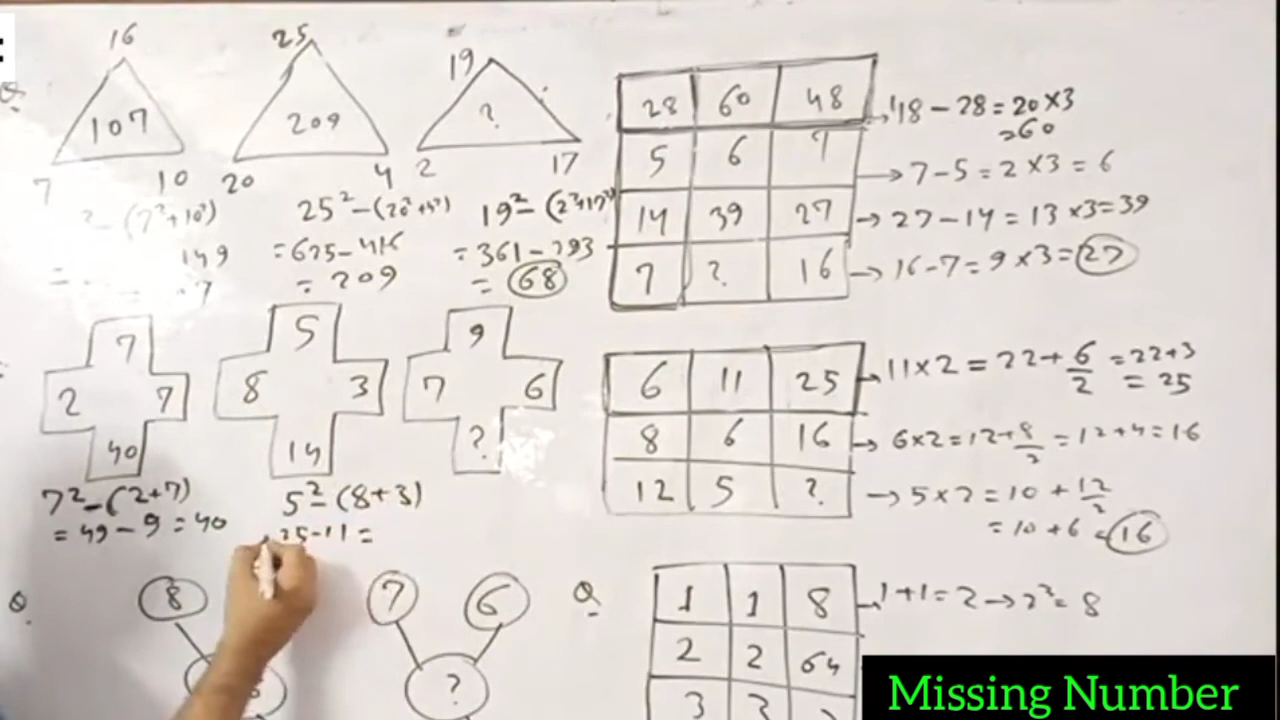 16
107
7 10
25
209
20 4
19
?
2 17
- (7²+10²)
149
=
25² - (20²+4²)
= 625 - 416
= 209
19² - (2²+17²)
= 361 - 293
= 68
28 60 48
5 6 7
14 39 27
7 ? 16
48 - 28 = 20 × 3
= 60
7 - 5 = 2 × 3 = 6
27 - 14 = 13 × 3 = 39
16 - 7 = 9 × 3 = 27
7
2 7
40
5
8 3
14
9
7 6
?
7² - (2+7)
= 49 - 9 = 40
5² - (8+3)
25 - 11 =
6 11 25
8 6 16
12 5 ?
11 × 2 = 22 + 6/2 = 22+3
= 25
6 × 2 = 12 + 8/2 = 12 + 4 = 16
5 × 2 = 10 + 12/2
= 10 + 6 = 16
Q.
8
7 6
?
Q.
1 1 8
2 2 64
3 3
1 + 1 = 2 → 2³ = 8
Missing Number